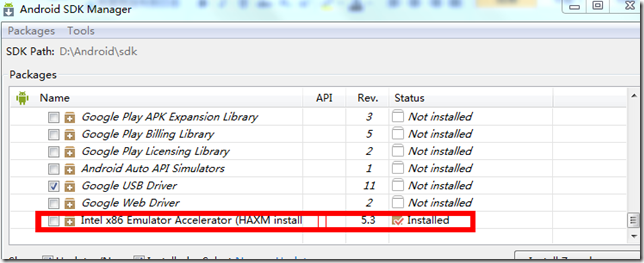 Android SDK Manager
Packages Tools
SDK Path: D:\Android\sdk
Packages
Name API Rev. Status
Google Play APK Expansion Library 3 Not installed
Google Play Billing Library 5 Not installed
Google Play Licensing Library 2 Not installed
Android Auto API Simulators 1 Not installed
Google USB Driver 11 Not installed
Google Web Driver 2 Not installed
Intel x86 Emulator Accelerator (HAXM install 5.3 Installed